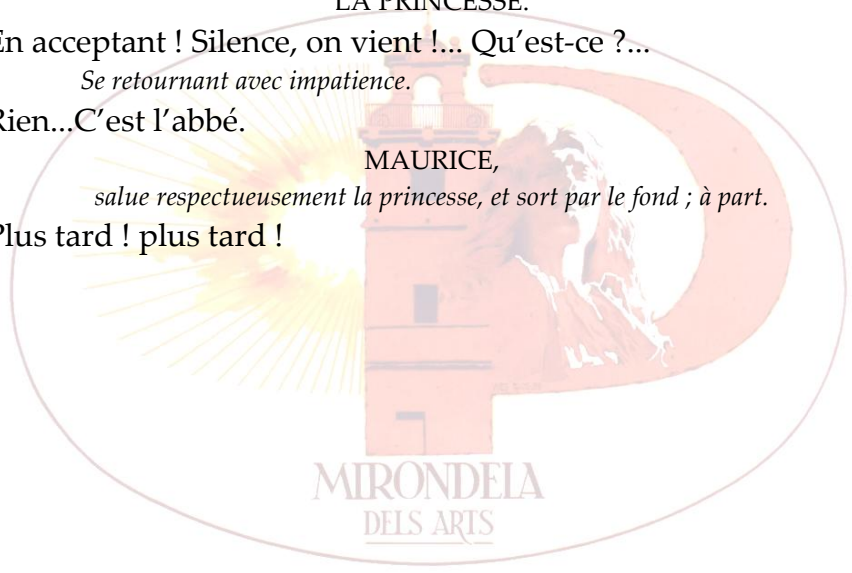 LA PRINCESSE.
En acceptant ! Silence, on vient !... Qu’est-ce ?...
Se retournant avec impatience.
Rien...C’est l’abbé.
MAURICE,
salue respectueusement la princesse, et sort par le fond ; à part.
Plus tard ! plus tard !
MIRONDELA
DELS ARTS